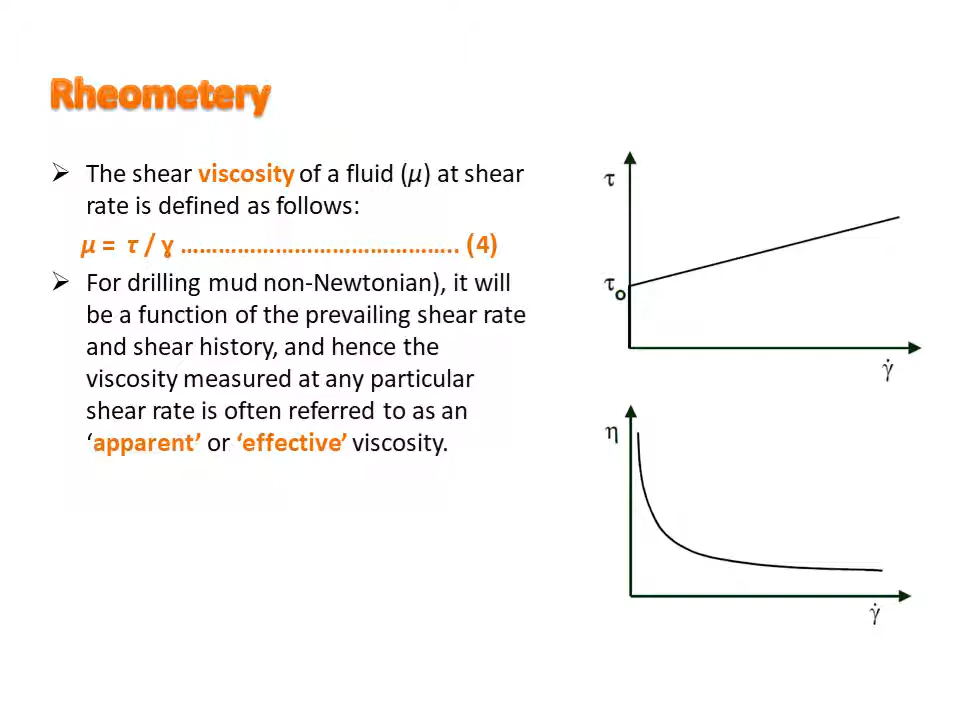 Rheometery
➢ The shear viscosity of a fluid (μ) at shear
rate is defined as follows:
μ = τ / ɣ …………………………………….. (4)
➢ For drilling mud non-Newtonian), it will
be a function of the prevailing shear rate
and shear history, and hence the
viscosity measured at any particular
shear rate is often referred to as an
‘apparent’ or ‘effective’ viscosity.
τ
τo
γ̇
η
γ̇